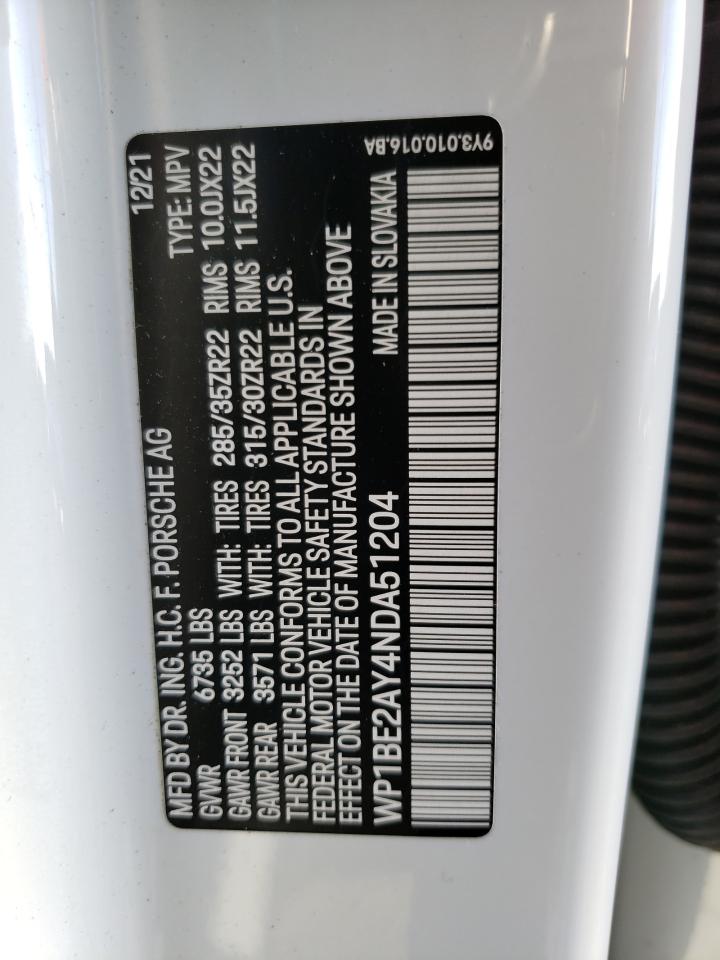 MFD BY DR. ING. H.C. F. PORSCHE AG 12/21
GVWR 6735 LBS TYPE: MPV
GAWR FRONT 3252 LBS WITH: TIRES 285/35ZR22 RIMS 10.0JX22
GAWR REAR 3571 LBS WITH: TIRES 315/30ZR22 RIMS 11.5JX22
THIS VEHICLE CONFORMS TO ALL APPLICABLE U.S.
FEDERAL MOTOR VEHICLE SAFETY STANDARDS IN
EFFECT ON THE DATE OF MANUFACTURE SHOWN ABOVE
WP1BE2AY4NDA51204 MADE IN SLOVAKIA
9Y3.010.016.BA